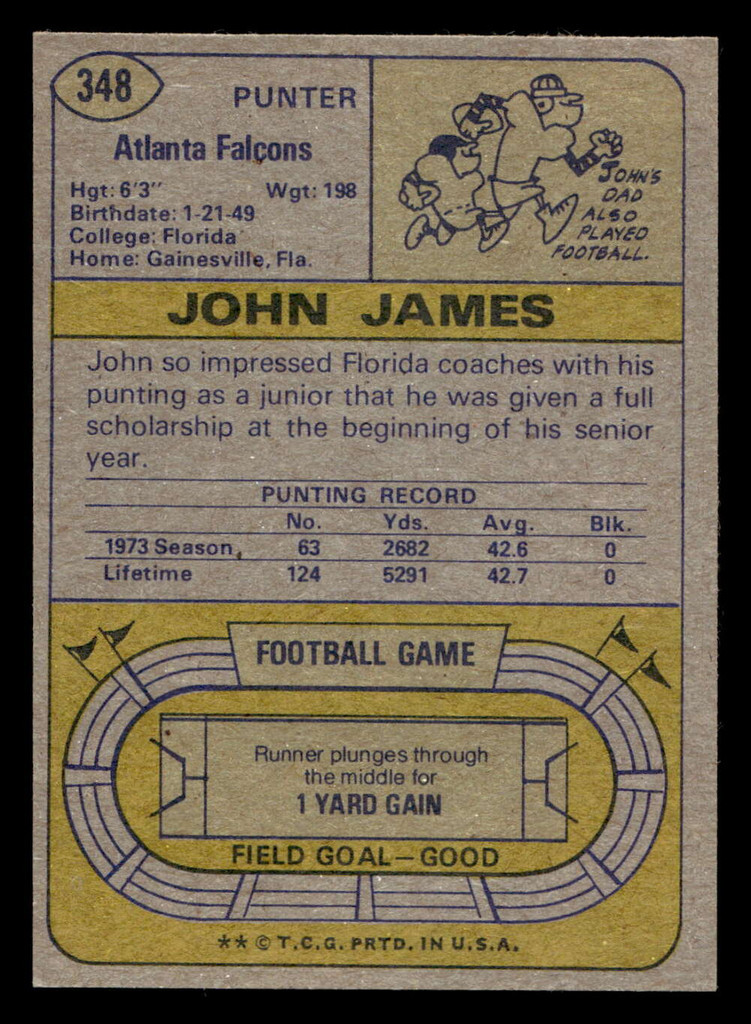 348
PUNTER
Atlanta Falcons
Hgt: 6'3" Wgt: 198
Birthdate: 1-21-49
College: Florida
Home: Gainesville, Fla.
JOHN'S
DAD
ALSO
PLAYED
FOOTBALL.
JOHN JAMES
John so impressed Florida coaches with his
punting as a junior that he was given a full
scholarship at the beginning of his senior
year.
PUNTING RECORD
No. Yds. Avg. Blk.
1973 Season 63 2682 42.6 0
Lifetime 124 5291 42.7 0
FOOTBALL GAME
Runner plunges through
the middle for
1 YARD GAIN
FIELD GOAL—GOOD
** © T.C.G. PRTD. IN U.S.A.